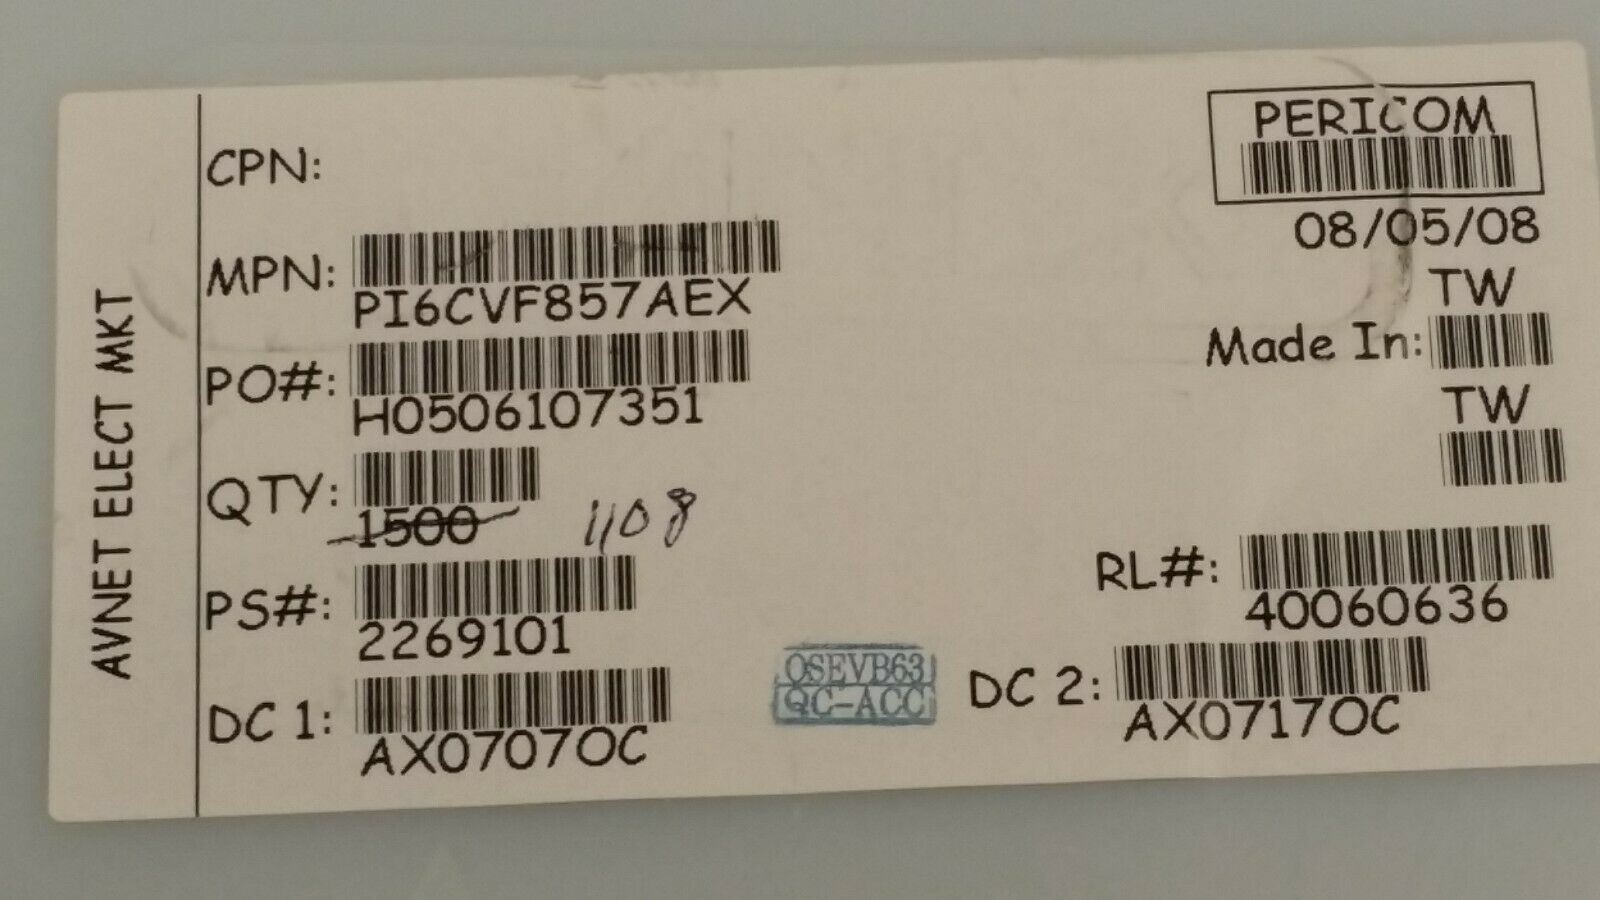 AVNET ELECT MKT
CPN:
MPN:
PI6CVF857AEX
PO#:
H0506107351
QTY:
1500
1108
PS#:
2269101
DC 1:
AX0707OC
PERICOM
08/05/08
TW
Made In:
TW
RL#:
40060636
QSEVB63
QC-ACC
DC 2:
AX0717OC